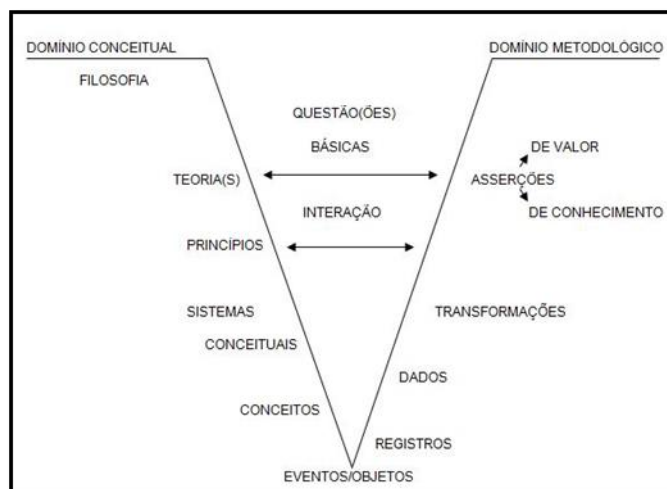 DOMÍNIO CONCEITUAL
DOMÍNIO METODOLÓGICO
FILOSOFIA
QUESTÃO(ÕES)
BÁSICAS
DE VALOR
TEORIA(S)
ASSERÇÕES
INTERAÇÃO
DE CONHECIMENTO
PRINCÍPIOS
SISTEMAS
TRANSFORMAÇÕES
CONCEITUAIS
DADOS
CONCEITOS
REGISTROS
EVENTOS/OBJETOS